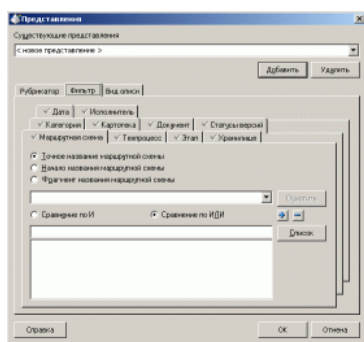 Представления
Существующие представления
< новое представление >
Добавить Удалить
Рубрикатор Фильтр Вид описи
Дата Исполнитель
Категория Картотека Документ Статусы версий
Маршрутная схема Техпроцесс Этап Хранилище
Точное название маршрутной схемы
Начало названия маршрутной схемы
Фрагмент названия маршрутной схемы
Очистить
Сравнение по И Сравнение по ИЛИ
Список
Справка ОК Отмена